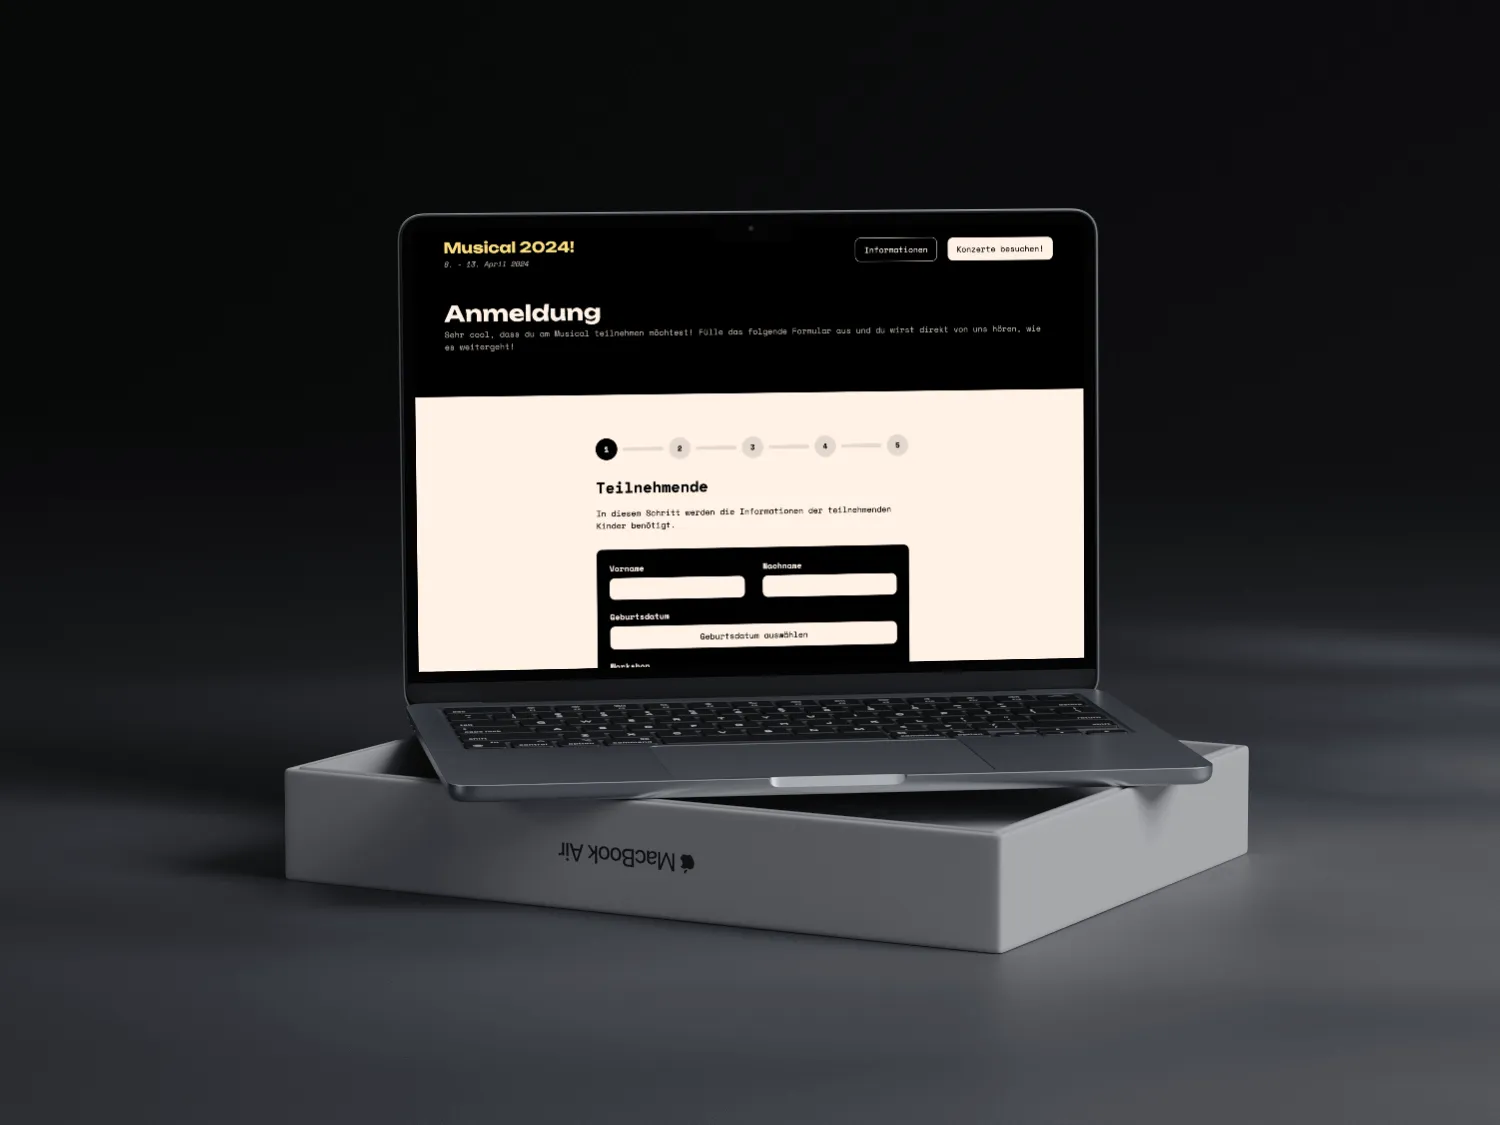 Musical 2024!
8. - 13. April 2024
Informationen
Konzerte besuchen!
Anmeldung
Sehr cool, dass du am Musical teilnehmen möchtest! Fülle das folgende Formular aus und du wirst direkt von uns hören, wie
es weitergeht!
1 2 3 4 5
Teilnehmende
In diesem Schritt werden die Informationen der teilnehmenden
Kinder benötigt.
Vorname
Nachname
Geburtsdatum
Geburtsdatum auswählen
Workshop
MacBook Air